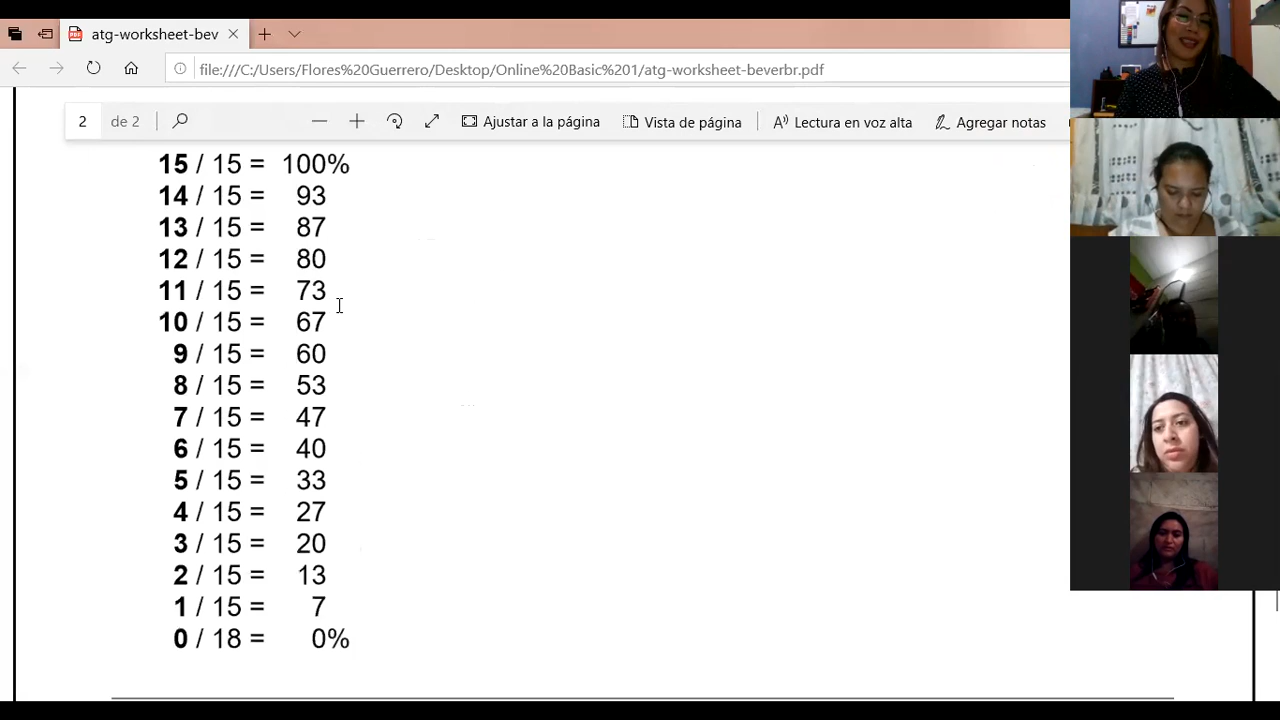 atg-worksheet-bev
file:///C:/Users/Flores%20Guerrero/Desktop/Online%20Basic%201/atg-worksheet-beverbr.pdf
2 de 2 Ajustar a la página Vista de página Lectura en voz alta Agregar notas
15 / 15 = 100%
14 / 15 = 93
13 / 15 = 87
12 / 15 = 80
11 / 15 = 73
10 / 15 = 67
9 / 15 = 60
8 / 15 = 53
7 / 15 = 47
6 / 15 = 40
5 / 15 = 33
4 / 15 = 27
3 / 15 = 20
2 / 15 = 13
1 / 15 = 7
0 / 18 = 0%